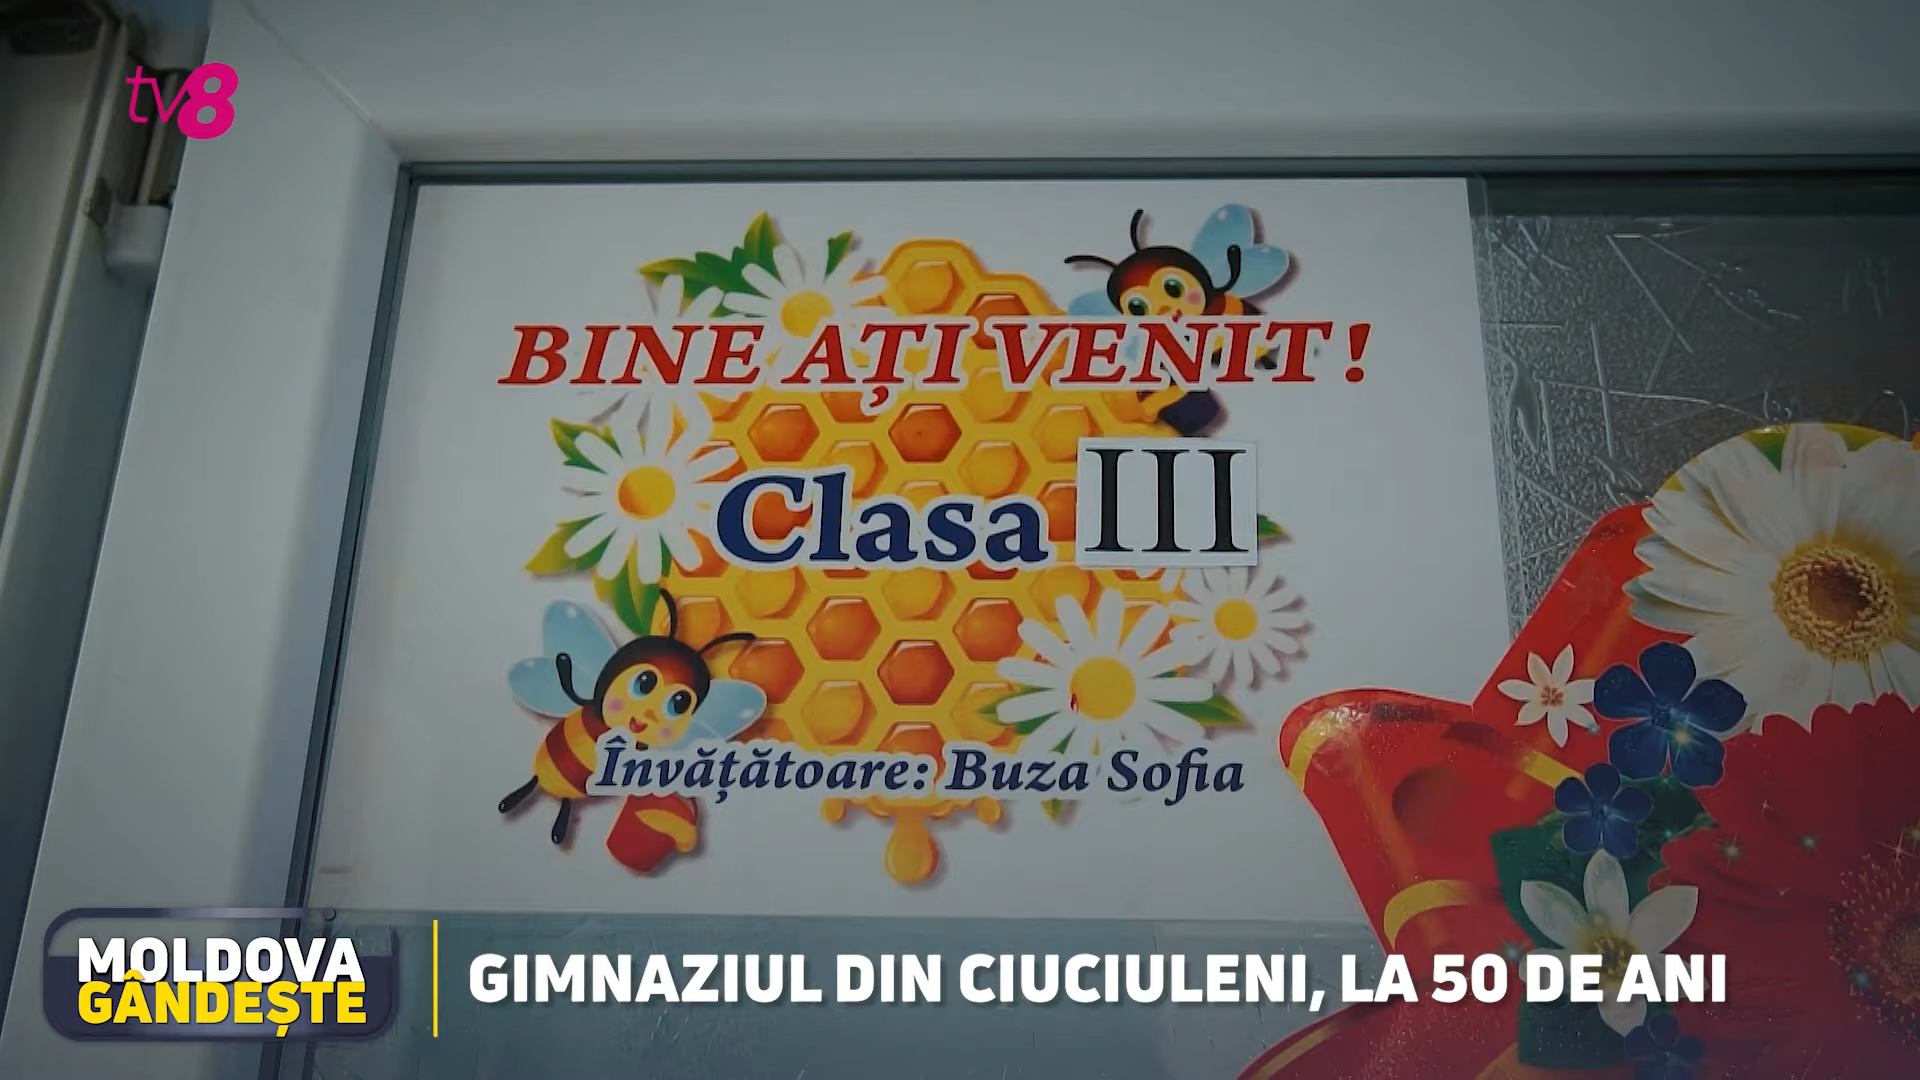 tv8
BINE AȚI VENIT!
Clasa III
Învățătoare: Buza Sofia
MOLDOVA
GÂNDEȘTE
GIMNAZIUL DIN CIUCIULENI, LA 50 DE ANI